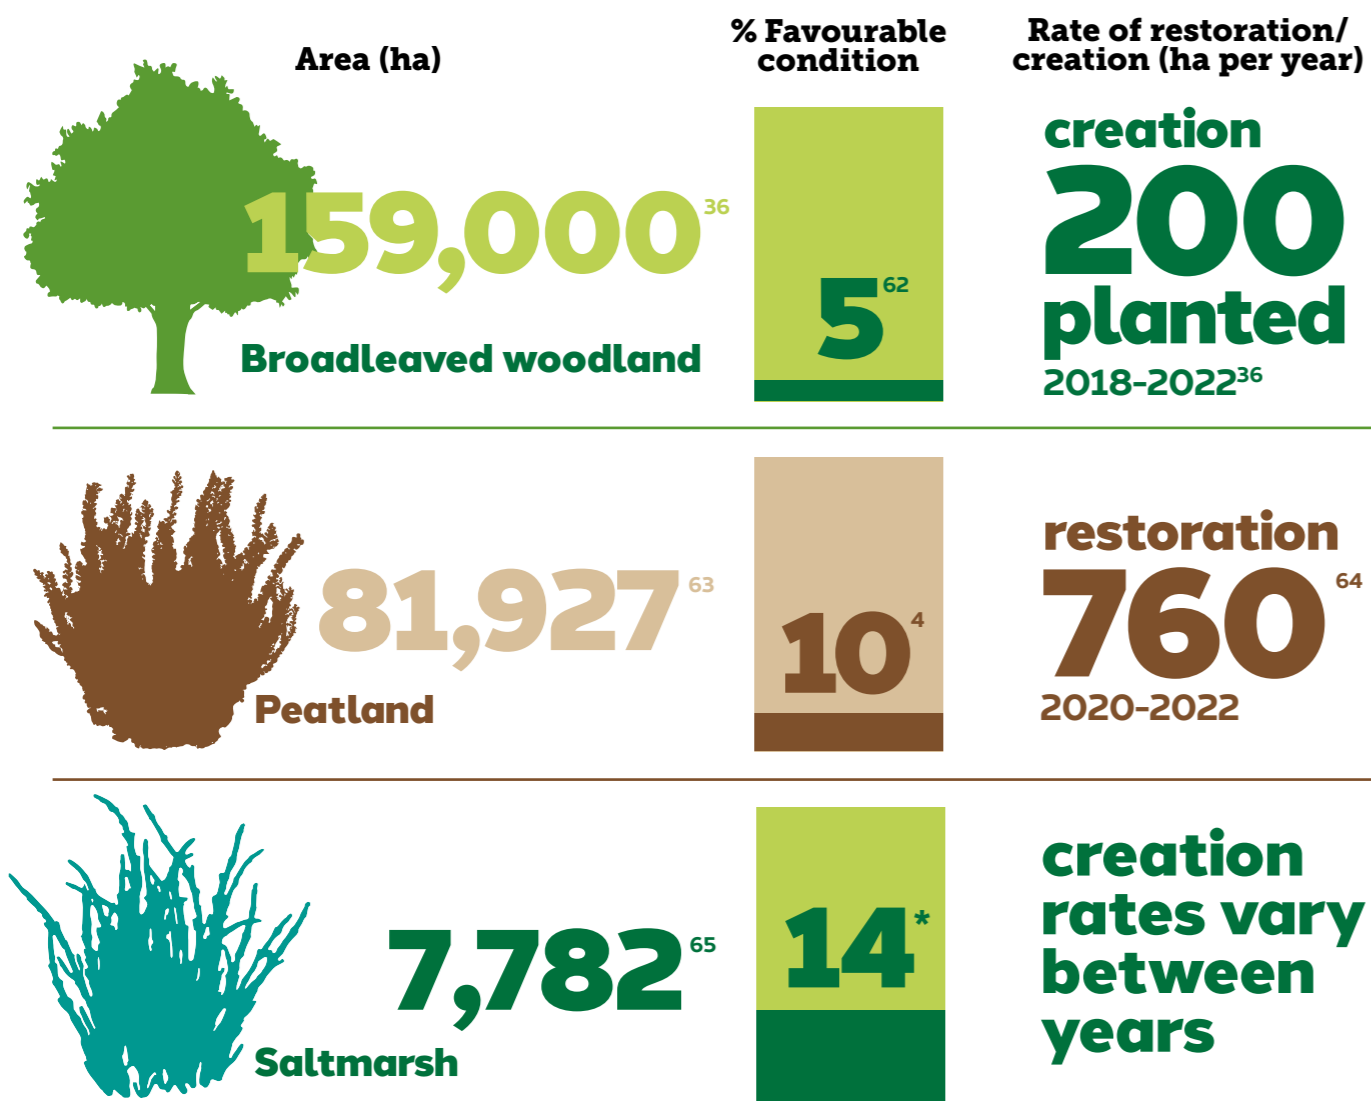 Area (ha)
% Favourable
condition
Rate of restoration/
creation (ha per year)
159,000³⁶
Broadleaved woodland
5⁶²
creation
200
planted
2018-2022³⁶
81,927⁶³
Peatland
10⁴
restoration
760⁶⁴
2020-2022
7,782⁶⁵
Saltmarsh
14*
creation
rates vary
between
years